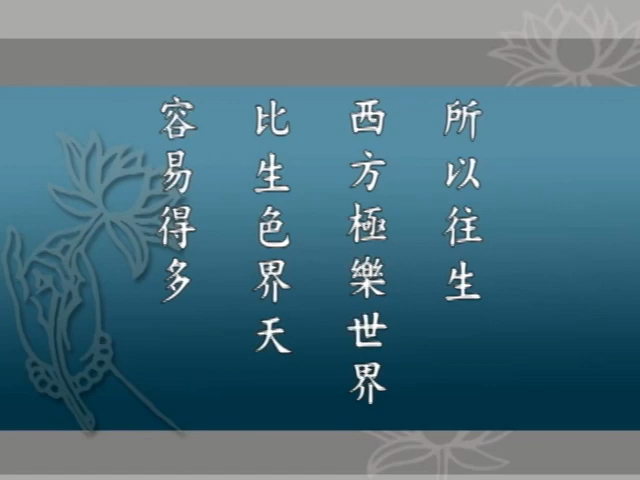 所以往生
西方極樂世界
比生色界天
容易得多